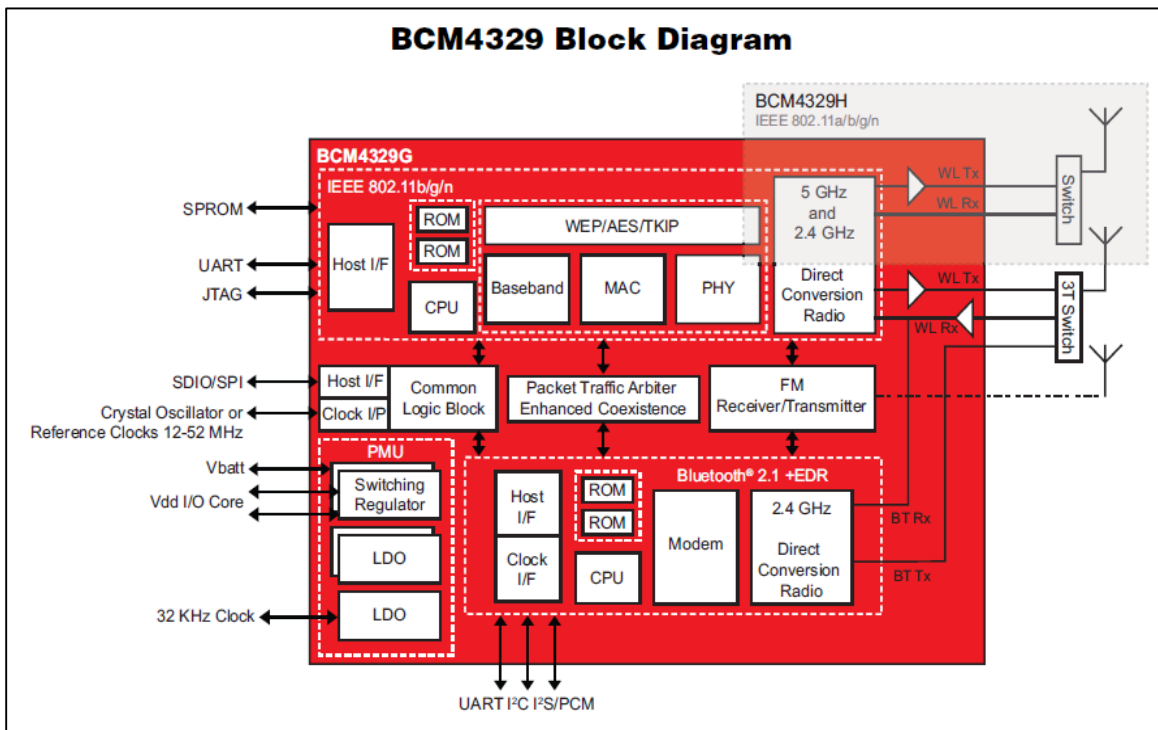 BCM4329 Block Diagram
BCM4329H
IEEE 802.11a/b/g/n
BCM4329G
IEEE 802.11b/g/n
SPROM
UART
JTAG
Host I/F
ROM
ROM
CPU
WEP/AES/TKIP
Baseband
MAC
PHY
5 GHz
and
2.4 GHz
Direct
Conversion
Radio
WL Tx
WL Rx
Switch
WL Tx
WL Rx
3T Switch
SDIO/SPI
Crystal Oscillator or
Reference Clocks 12-52 MHz
Host I/F
Clock I/P
Common
Logic Block
Packet Traffic Arbiter
Enhanced Coexistence
FM
Receiver/Transmitter
Vbatt
Vdd I/O Core
32 KHz Clock
PMU
Switching
Regulator
LDO
LDO
Bluetooth® 2.1 +EDR
Host
I/F
Clock
I/F
ROM
ROM
CPU
Modem
2.4 GHz
Direct
Conversion
Radio
BT Rx
BT Tx
UART I²C I²S/PCM